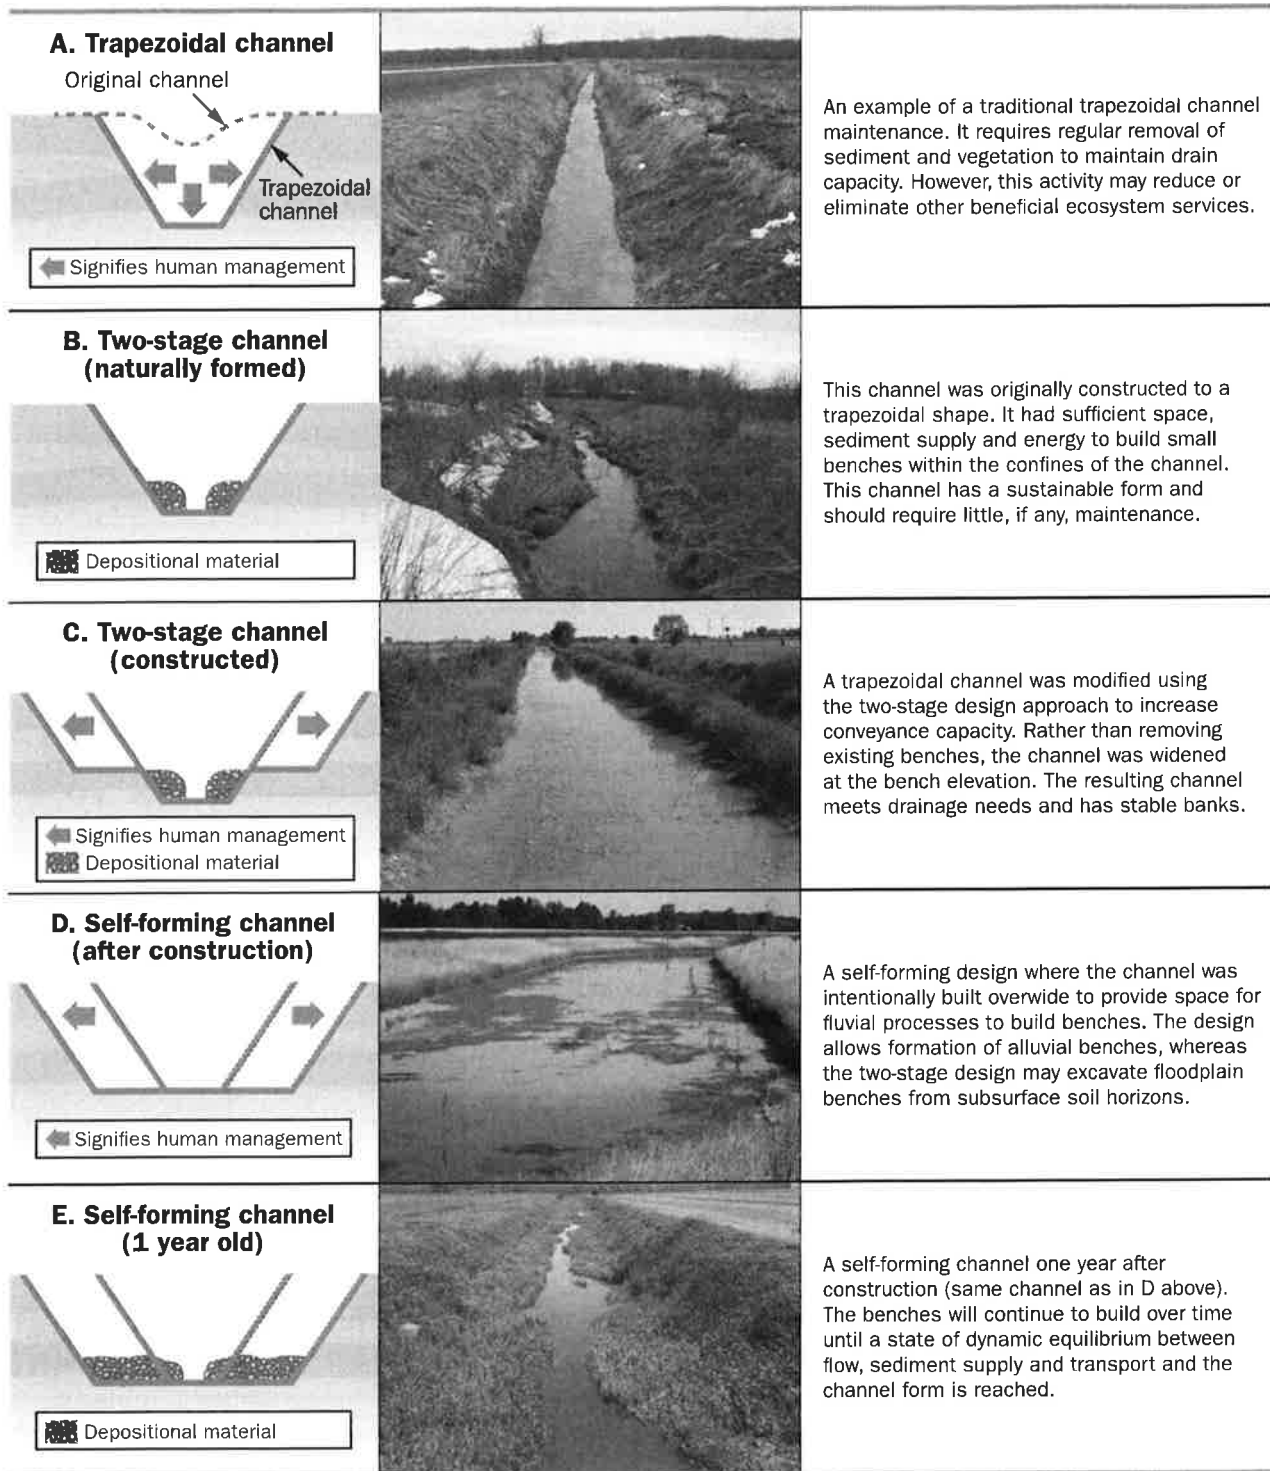 A. Trapezoidal channel
Original channel
Trapezoidal
channel
Signifies human management
An example of a traditional trapezoidal channel
maintenance. It requires regular removal of
sediment and vegetation to maintain drain
capacity. However, this activity may reduce or
eliminate other beneficial ecosystem services.
B. Two-stage channel
(naturally formed)
Depositional material
This channel was originally constructed to a
trapezoidal shape. It had sufficient space,
sediment supply and energy to build small
benches within the confines of the channel.
This channel has a sustainable form and
should require little, if any, maintenance.
C. Two-stage channel
(constructed)
Signifies human management
Depositional material
A trapezoidal channel was modified using
the two-stage design approach to increase
conveyance capacity. Rather than removing
existing benches, the channel was widened
at the bench elevation. The resulting channel
meets drainage needs and has stable banks.
D. Self-forming channel
(after construction)
Signifies human management
A self-forming design where the channel was
intentionally built overwide to provide space for
fluvial processes to build benches. The design
allows formation of alluvial benches, whereas
the two-stage design may excavate floodplain
benches from subsurface soil horizons.
E. Self-forming channel
(1 year old)
Depositional material
A self-forming channel one year after
construction (same channel as in D above).
The benches will continue to build over time
until a state of dynamic equilibrium between
flow, sediment supply and transport and the
channel form is reached.